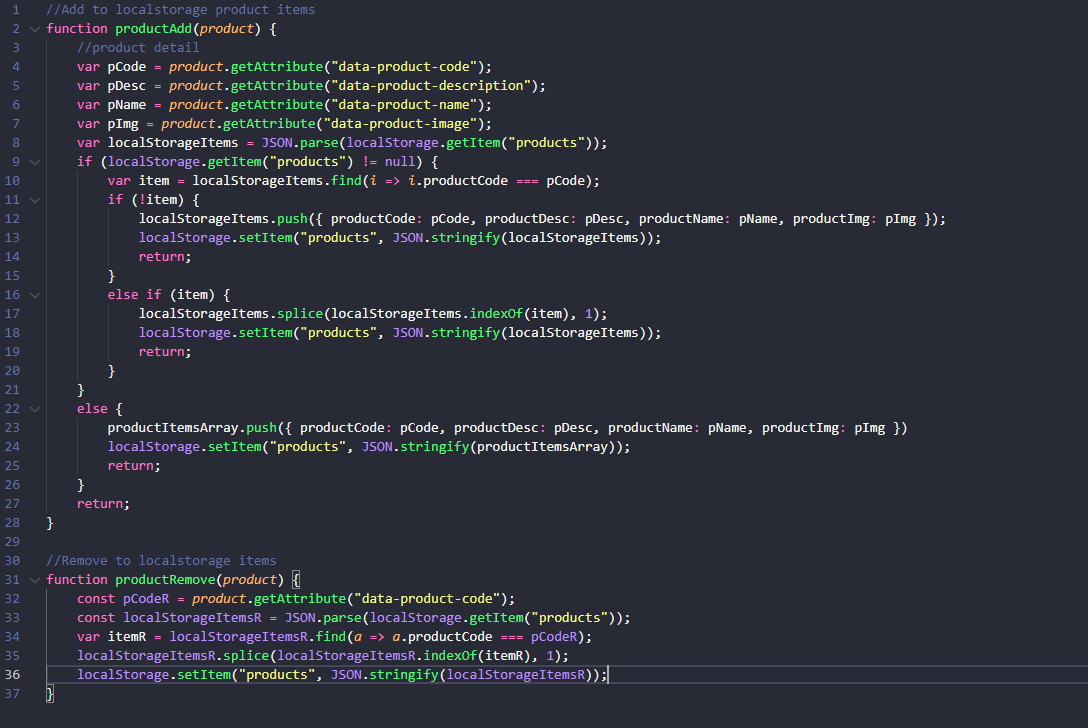 1 //Add to localstorage product items
2 function productAdd(product) {
3     //product detail
4     var pCode = product.getAttribute("data-product-code");
5     var pDesc = product.getAttribute("data-product-description");
6     var pName = product.getAttribute("data-product-name");
7     var pImg = product.getAttribute("data-product-image");
8     var localStorageItems = JSON.parse(localStorage.getItem("products"));
9     if (localStorage.getItem("products") != null) {
10         var item = localStorageItems.find(i => i.productCode === pCode);
11         if (!item) {
12             localStorageItems.push({ productCode: pCode, productDesc: pDesc, productName: pName, productImg: pImg });
13             localStorage.setItem("products", JSON.stringify(localStorageItems));
14             return;
15         }
16         else if (item) {
17             localStorageItems.splice(localStorageItems.indexOf(item), 1);
18             localStorage.setItem("products", JSON.stringify(localStorageItems));
19             return;
20         }
21     }
22     else {
23         productItemsArray.push({ productCode: pCode, productDesc: pDesc, productName: pName, productImg: pImg })
24         localStorage.setItem("products", JSON.stringify(productItemsArray));
25         return;
26     }
27     return;
28 }
29
30 //Remove to localstorage items
31 function productRemove(product) {
32     const pCodeR = product.getAttribute("data-product-code");
33     const localStorageItemsR = JSON.parse(localStorage.getItem("products"));
34     var itemR = localStorageItemsR.find(a => a.productCode === pCodeR);
35     localStorageItemsR.splice(localStorageItemsR.indexOf(itemR), 1);
36     localStorage.setItem("products", JSON.stringify(localStorageItemsR));
37 }